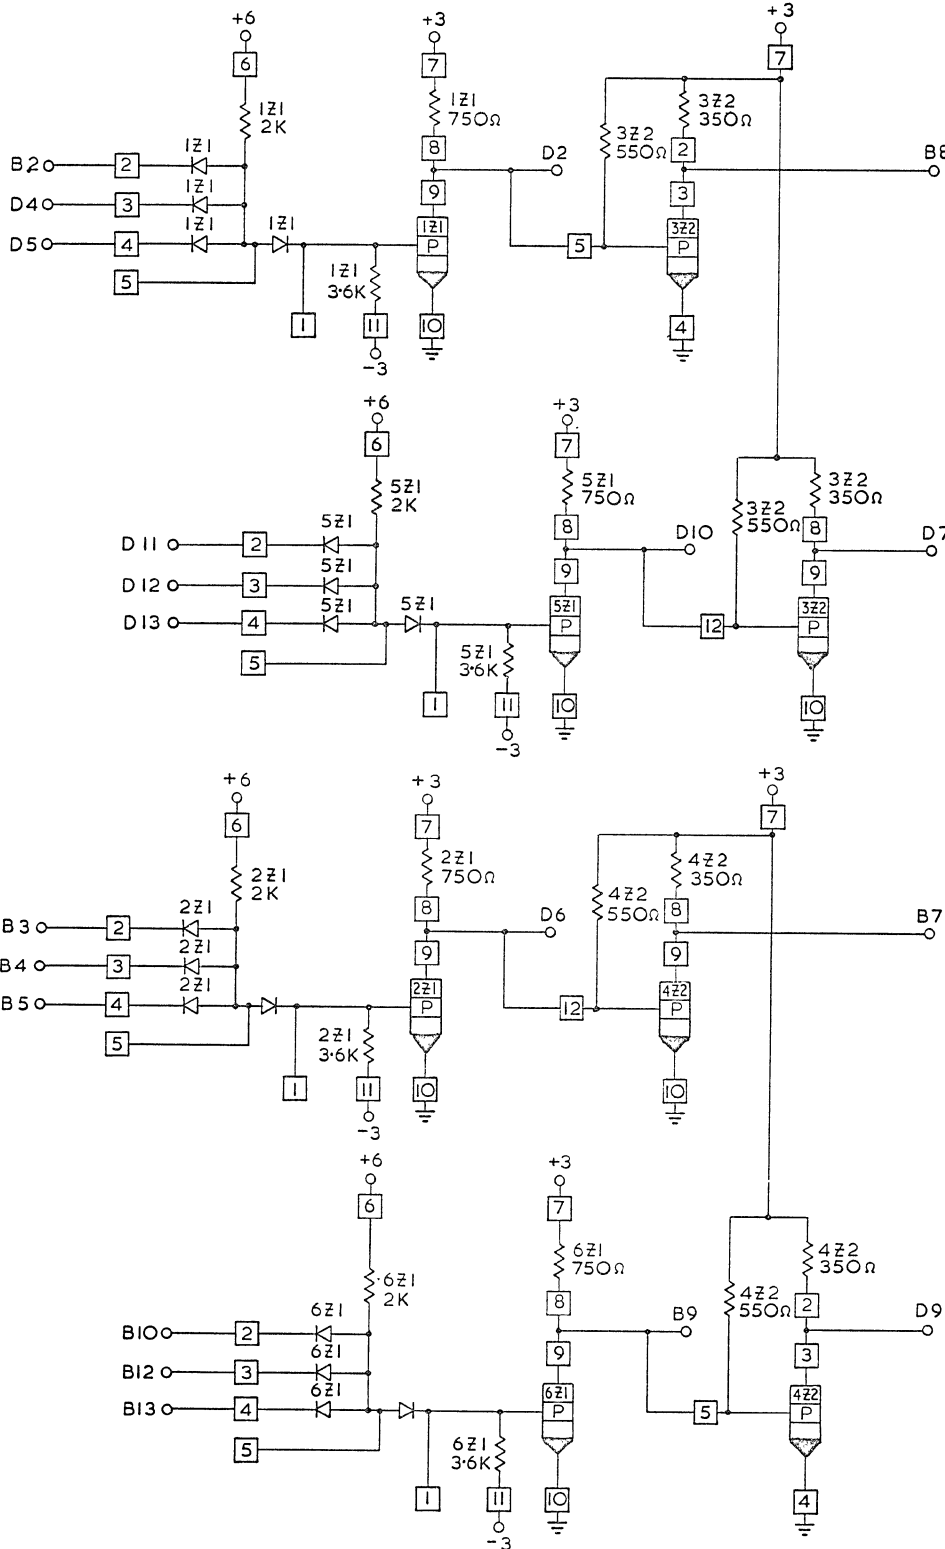 +6
+3
+3
6
7
7
1Z1
2K
1Z1
750Ω
3Z2
350Ω
3Z2
550Ω
8
2
B2
2
1Z1
D2
B8
9
3
D4
3
1Z1
D5
4
1Z1
1Z1
1Z1
P
5
3Z2
P
5
1Z1
3.6K
1
11
10
4
-3
+6
+3
6
7
5Z1
2K
5Z1
750Ω
3Z2
550Ω
3Z2
350Ω
8
8
D11
2
5Z1
D10
D7
9
9
D12
3
5Z1
D13
4
5Z1
5Z1
5Z1
P
12
3Z2
P
5
5Z1
3.6K
1
11
10
10
-3
+6
+3
+3
6
7
7
2Z1
2K
2Z1
750Ω
4Z2
350Ω
4Z2
550Ω
8
8
B3
2
2Z1
D6
B7
9
9
B4
3
2Z1
B5
4
2Z1
2Z1
P
12
4Z2
P
5
2Z1
3.6K
1
11
10
10
-3
+6
+3
6
7
6Z1
2K
6Z1
750Ω
4Z2
350Ω
4Z2
550Ω
8
2
B10
2
6Z1
B9
D9
9
3
B12
3
6Z1
B13
4
6Z1
6Z1
P
5
4Z2
P
5
6Z1
3.6K
1
11
10
4
-3